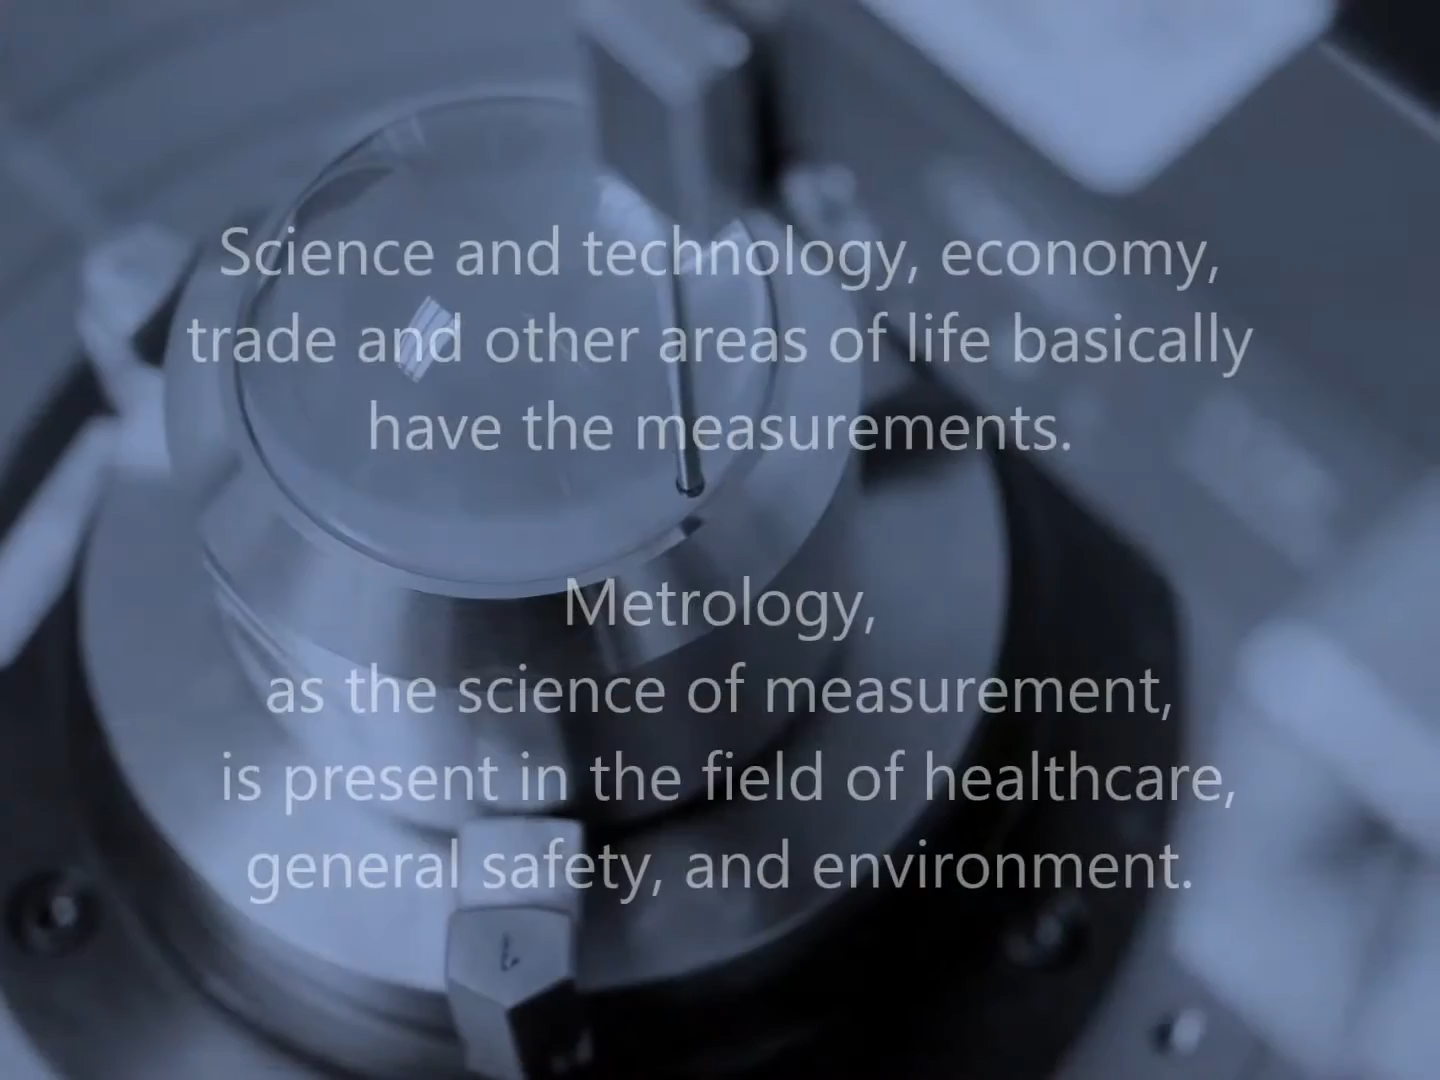 Science and technology, economy,
trade and other areas of life basically
have the measurements.
Metrology,
as the science of measurement,
is present in the field of healthcare,
general safety, and environment.